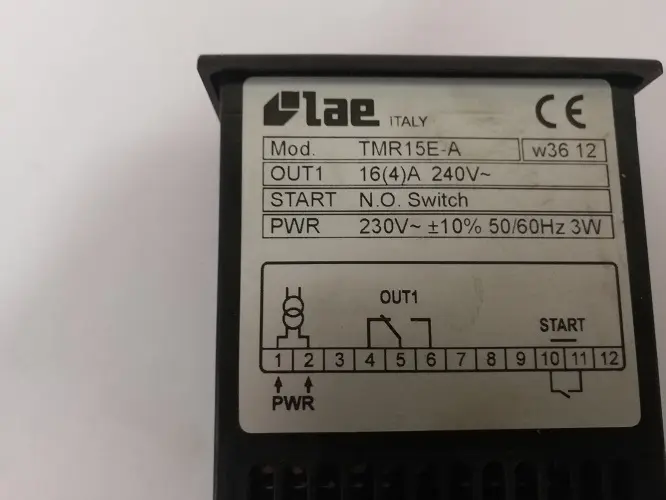 lae ITALY CE
Mod. TMR15E-A w36 12
OUT1 16(4)A 240V~
START N.O. Switch
PWR 230V~ ±10% 50/60Hz 3W
OUT1
START
1 2 3 4 5 6 7 8 9 10 11 12
PWR